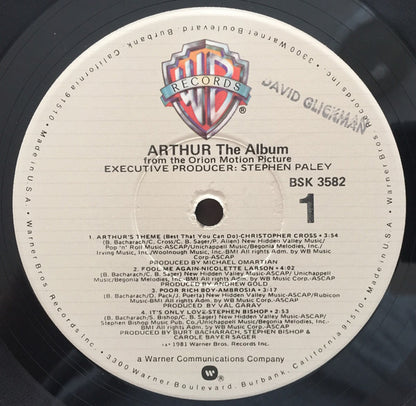 WB
RECORDS
DAVID GLICKMAN
ARTHUR The Album
from the Orion Motion Picture
EXECUTIVE PRODUCER: STEPHEN PALEY
BSK 3582
1
1. ARTHUR'S THEME (Best That You Can Do)-CHRISTOPHER CROSS • 3:54
(B. Bacharach/C. Cross/C. B. Sager/P. Allen) New Hidden Valley Music/
Pop 'n' Roll Music-ASCAP/Unichappell Music/Begonia Melodies, Inc./
Irving Music, Inc./Woolnough Music, Inc.-BMI All rights Adm. by WB Music Corp.
-ASCAP
PRODUCED BY MICHAEL OMARTIAN
2. FOOL ME AGAIN-NICOLETTE LARSON • 4:02
(B. Bacharach/C. B. Sager) New Hidden Valley Music-ASCAP/ Unichappell
Music/Begonia Melodies, Inc.-BMI All rights Adm. by WB Music Corp.-ASCAP
PRODUCED BY ANDREW GOLD
3. POOR RICH BOY-AMBROSIA • 3:17
(B. Bacharach/D. Pack/J. Puerta) New Hidden Valley Music-ASCAP/Rubicon
Music-BMI All rights Adm. by WB Music Corp.-ASCAP
PRODUCED BY VAL GARAY
4. IT'S ONLY LOVE-STEPHEN BISHOP • 2:53
(B. Bacharach/S. Bishop/C. B. Sager) New Hidden Valley Music-ASCAP/
Stephen Bishop Music Pub. Co./Unichappell Music/Begonia Melodies, Inc.
-BMI All rights Adm. by WB Music Corp.-ASCAP
PRODUCED BY BURT BACHARACH, STEPHEN BISHOP &
CAROLE BAYER SAGER
1981 Warner Bros. Records Inc.
a Warner Communications Company
Made in U.S.A. • Warner Bros. Records Inc. • 3300 Warner Boulevard, Burbank, California 91510 •